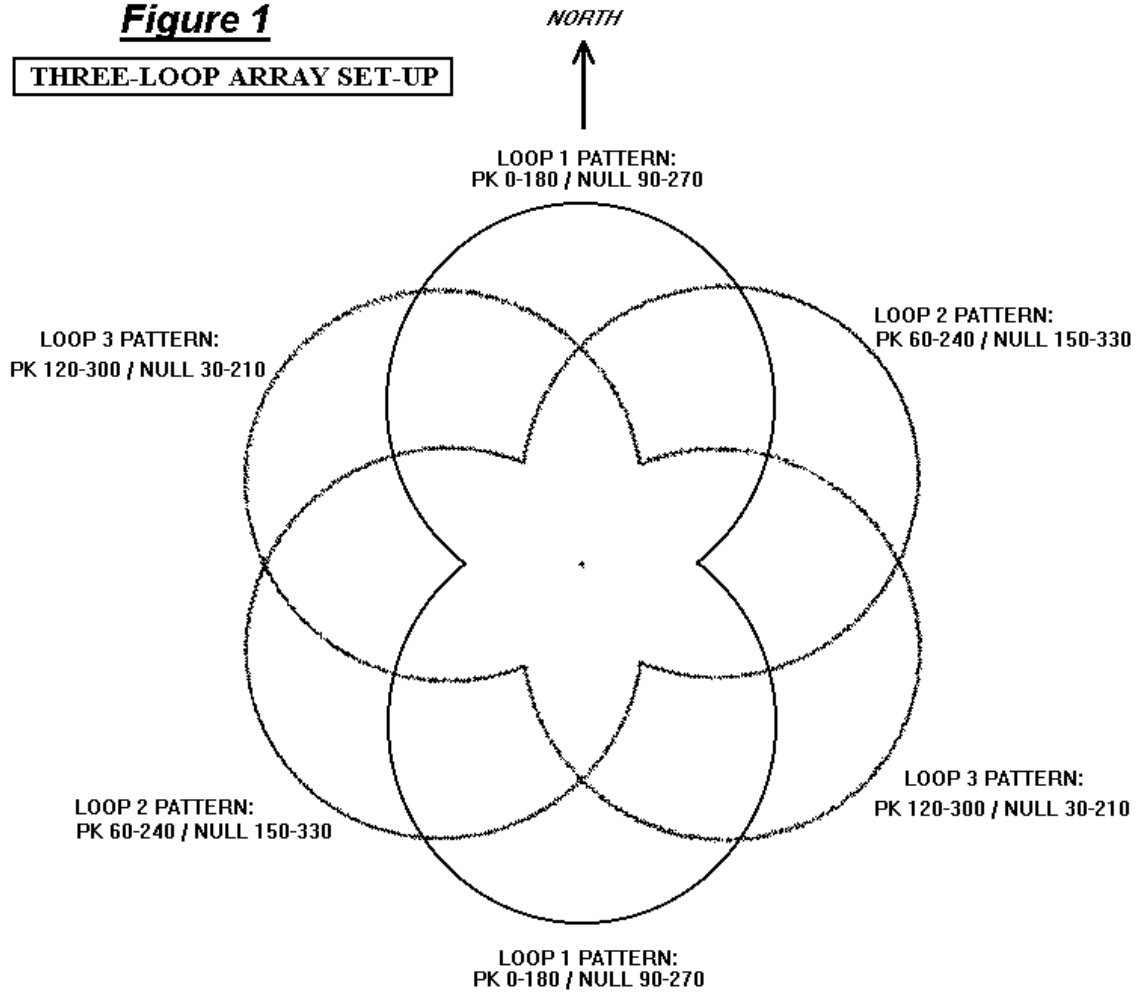 Figure 1
NORTH
THREE-LOOP ARRAY SET-UP
LOOP 1 PATTERN:
PK 0-180 / NULL 90-270
LOOP 2 PATTERN:
PK 60-240 / NULL 150-330
LOOP 3 PATTERN:
PK 120-300 / NULL 30-210
LOOP 3 PATTERN:
PK 120-300 / NULL 30-210
LOOP 2 PATTERN:
PK 60-240 / NULL 150-330
LOOP 1 PATTERN:
PK 0-180 / NULL 90-270